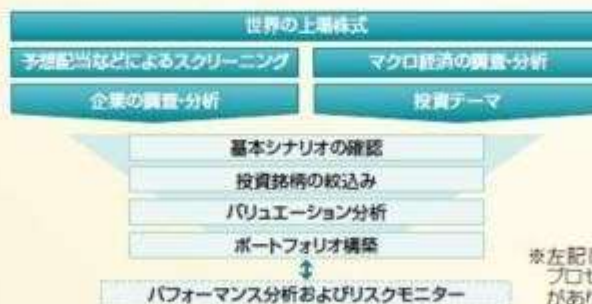 世界の上場株式
予想配当などによるスクリーニング
マクロ経済の調査・分析
企業の調査・分析
投資テーマ
基本シナリオの確認
投資銘柄の絞込み
バリュエーション分析
ポートフォリオ構築
パフォーマンス分析およびリスクモニター
※左記に
プロセ
があり